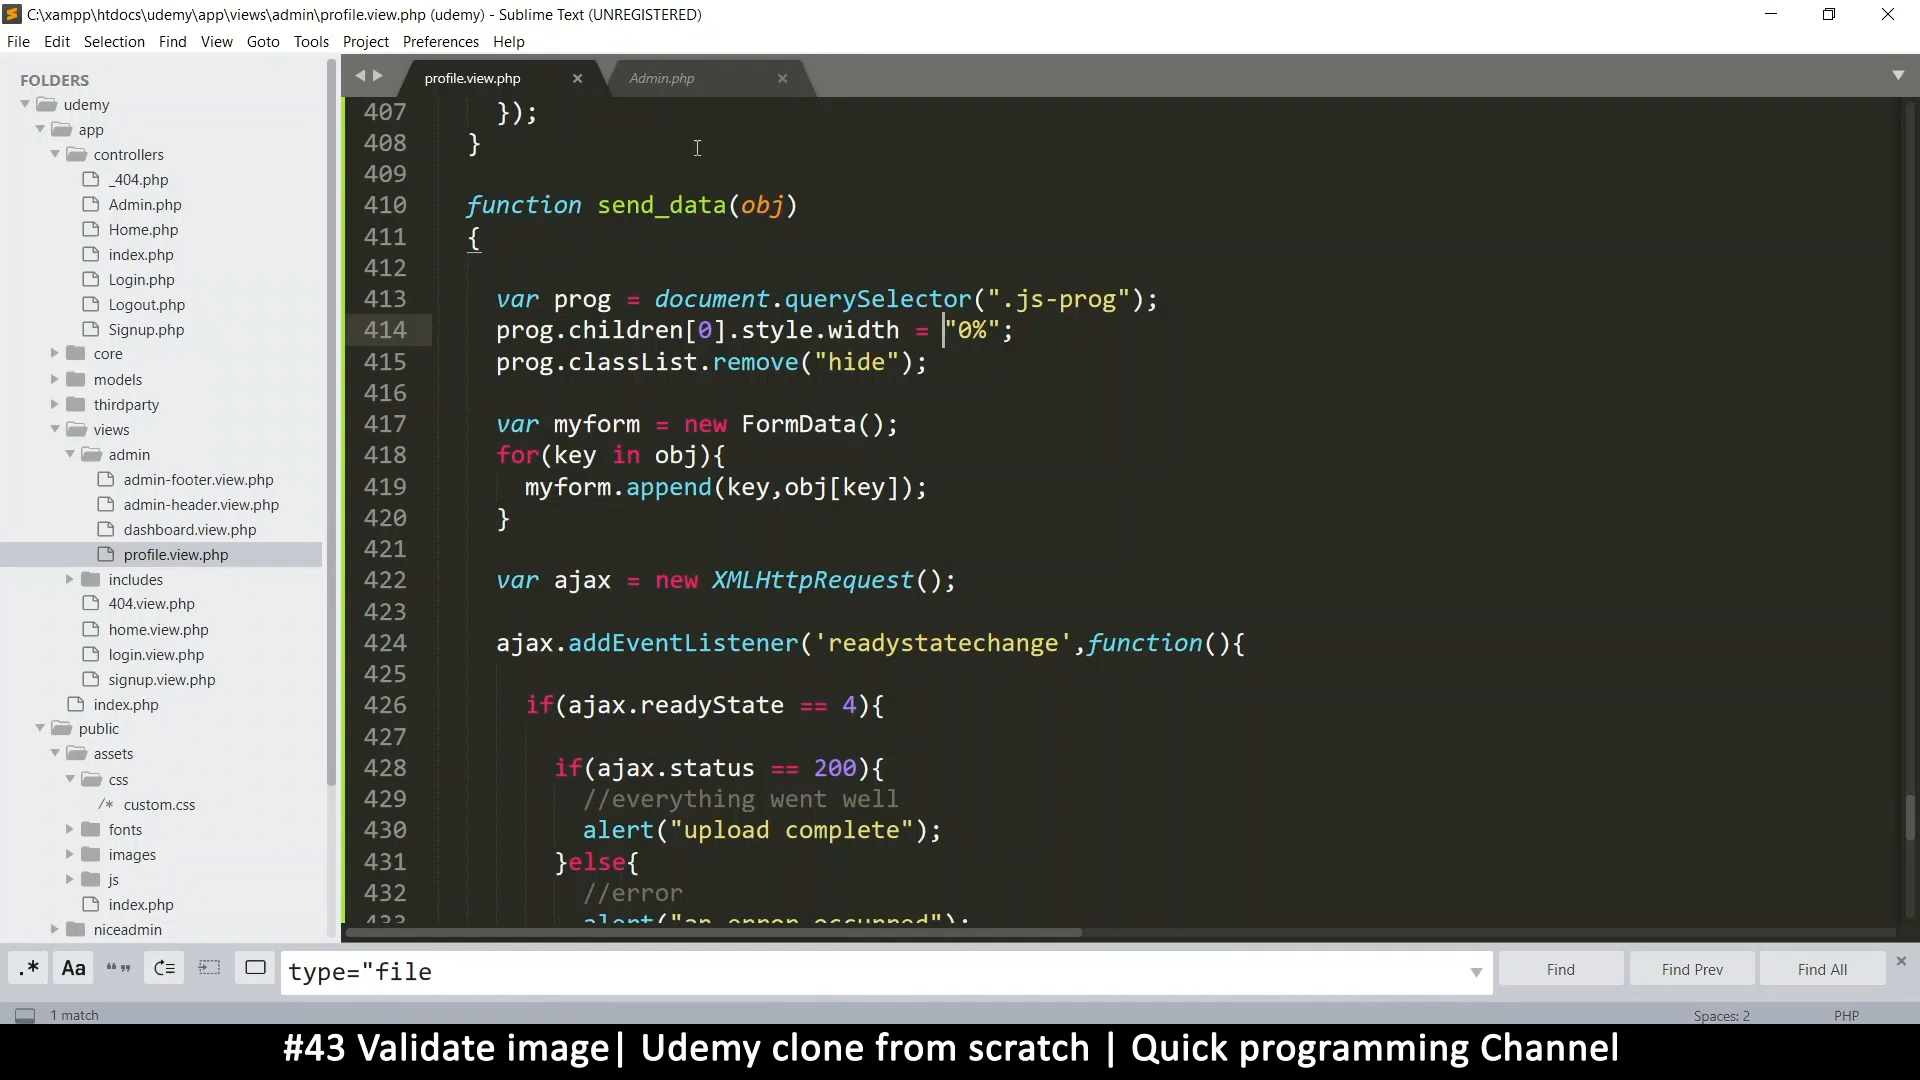 C:\xampp\htdocs\udemy\app\views\admin\profile.view.php (udemy) - Sublime Text (UNREGISTERED)
File Edit Selection Find View Goto Tools Project Preferences Help
FOLDERS
udemy
app
controllers
_404.php
Admin.php
Home.php
index.php
Login.php
Logout.php
Signup.php
core
models
thirdparty
views
admin
admin-footer.view.php
admin-header.view.php
dashboard.view.php
profile.view.php
includes
404.view.php
home.view.php
login.view.php
signup.view.php
index.php
public
assets
css
/* custom.css
fonts
images
js
index.php
niceadmin
profile.view.php × Admin.php ×
407 });
408 }
409
410 function send_data(obj)
411 {
412
413 var prog = document.querySelector(".js-prog");
414 prog.children[0].style.width = "0%";
415 prog.classList.remove("hide");
416
417 var myform = new FormData();
418 for(key in obj){
419 myform.append(key,obj[key]);
420 }
421
422 var ajax = new XMLHttpRequest();
423
424 ajax.addEventListener('readystatechange',function(){
425
426 if(ajax.readyState == 4){
427
428 if(ajax.status == 200){
429 //everything went well
430 alert("upload complete");
431 }else{
432 //error
433 alert("an error occurred");
.* Aa “ ” type="file Find Find Prev Find All ×
1 match Spaces: 2 PHP
#43 Validate image| Udemy clone from scratch | Quick programming Channel